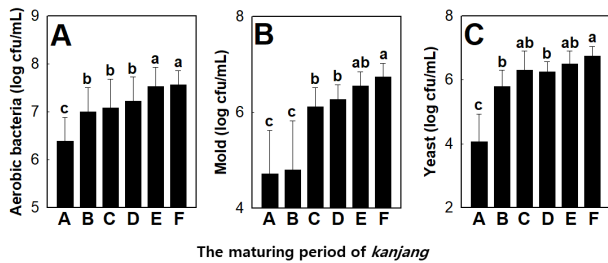 A
Aerobic bacteria (log cfu/mL)
9
8
7
6
5
c
b
b
b
a
a
A B C D E F
B
Mold (log cfu/mL)
8
6
4
c
c
b
b
ab
a
A B C D E F
C
Yeast (log cfu/mL)
8
6
4
2
c
b
ab
b
ab
a
A B C D E F
The maturing period of kanjang